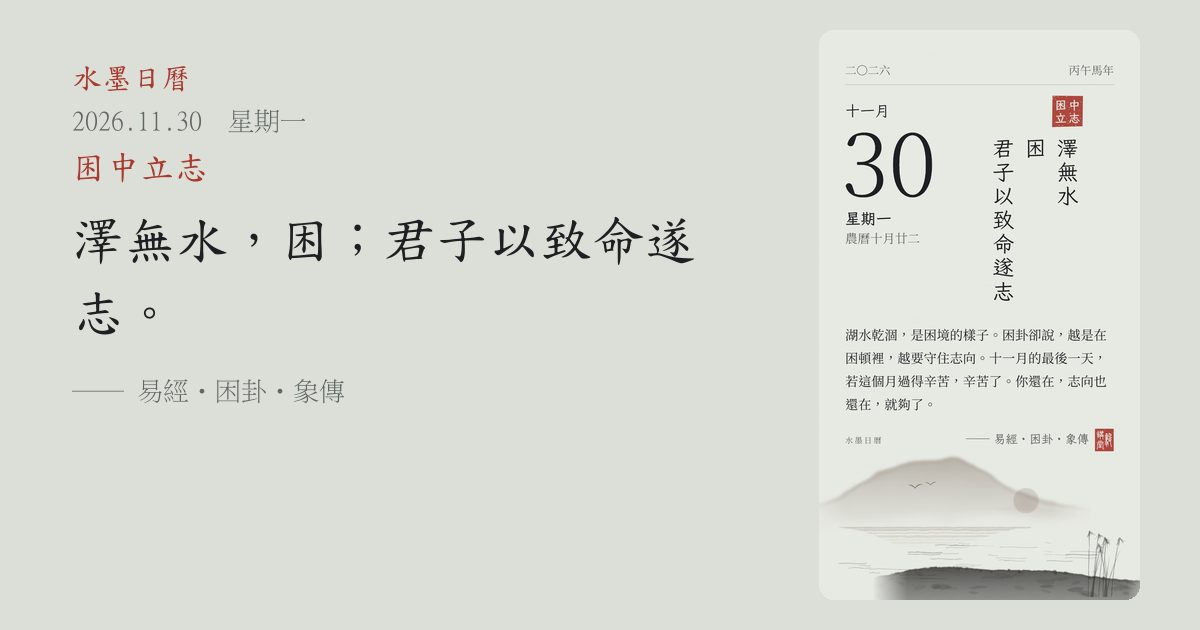 水墨日曆
2026.11.30 星期一
困中立志
澤無水，困；君子以致命遂
志。
—— 易經・困卦・象傳
二〇二六
丙午馬年
十一月
30
星期一
農曆十月廿二
困中
立志
澤無水
困
君子以致命遂志
湖水乾涸，是困境的樣子。困卦卻說，越是在
困頓裡，越要守住志向。十一月的最後一天，
若這個月過得辛苦，辛苦了。你還在，志向也
還在，就夠了。
水墨日曆
—— 易經・困卦・象傳